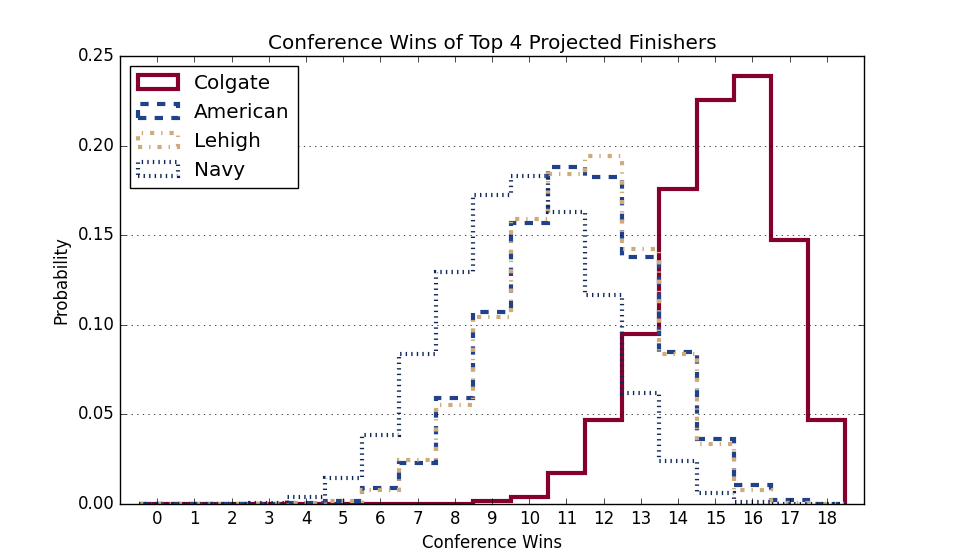 Conference Wins of Top 4 Projected Finishers
0.25
0.20
0.15
0.10
0.05
0.00
Probability
Colgate
American
Lehigh
Navy
0 1 2 3 4 5 6 7 8 9 10 11 12 13 14 15 16 17 18
Conference Wins